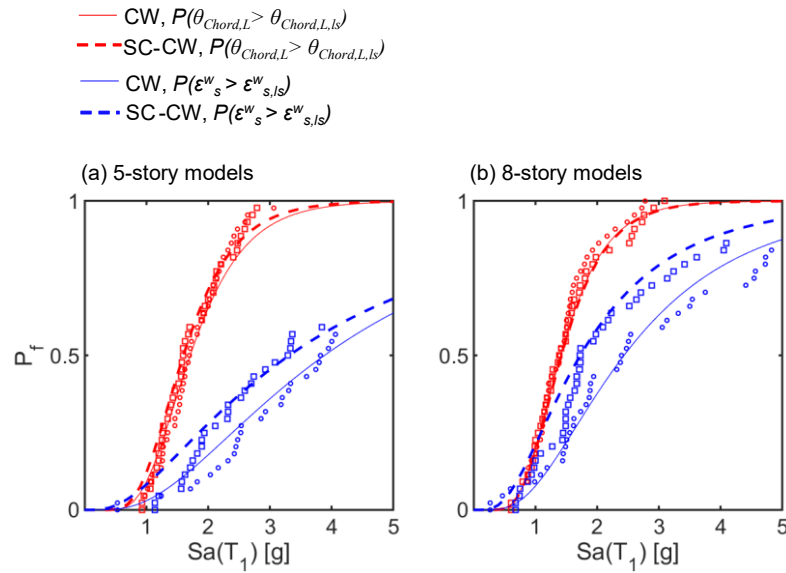 CW, P(θChord,L> θChord,L,ls)
SC-CW, P(θChord,L> θChord,L,ls)
CW, P(εws > εws,ls)
SC-CW, P(εws > εws,ls)
(a) 5-story models
(b) 8-story models
1
0.5
0
Pf
1 2 3 4 5
Sa(T1) [g]
1
0.5
0
1 2 3 4 5
Sa(T1) [g]